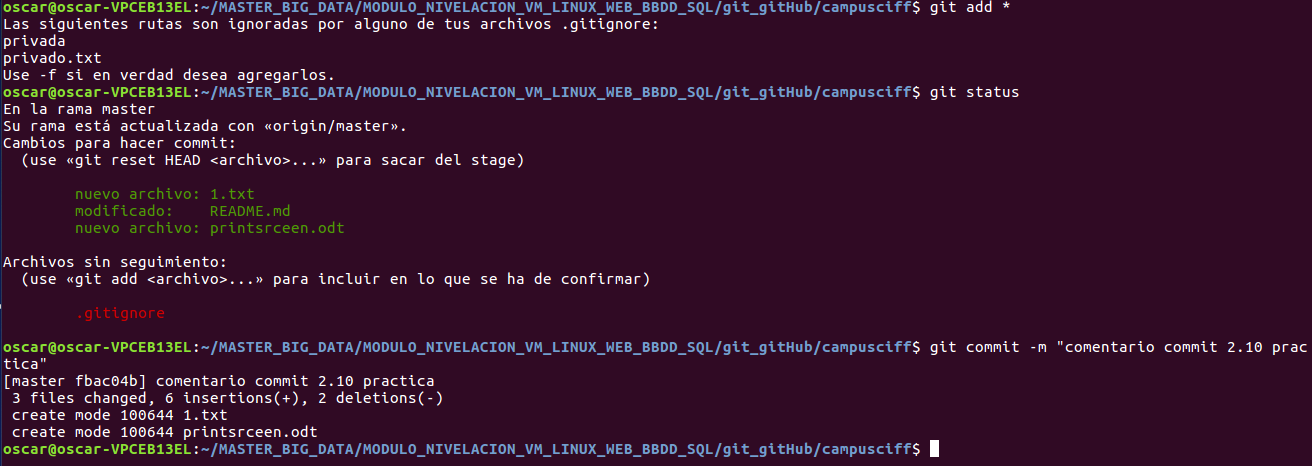 oscar@oscar-VPCEB13EL:~/MASTER_BIG_DATA/MODULO_NIVELACION_VM_LINUX_WEB_BBDD_SQL/git_gitHub/campusciff$ git add *
Las siguientes rutas son ignoradas por alguno de tus archivos .gitignore:
privada
privado.txt
Use -f si en verdad desea agregarlos.
oscar@oscar-VPCEB13EL:~/MASTER_BIG_DATA/MODULO_NIVELACION_VM_LINUX_WEB_BBDD_SQL/git_gitHub/campusciff$ git status
En la rama master
Su rama está actualizada con «origin/master».
Cambios para hacer commit:
  (use «git reset HEAD <archivo>...» para sacar del stage)
        nuevo archivo: 1.txt
        modificado:    README.md
        nuevo archivo: printsrceen.odt
Archivos sin seguimiento:
  (use «git add <archivo>...» para incluir en lo que se ha de confirmar)
        .gitignore
oscar@oscar-VPCEB13EL:~/MASTER_BIG_DATA/MODULO_NIVELACION_VM_LINUX_WEB_BBDD_SQL/git_gitHub/campusciff$ git commit -m "comentario commit 2.10 prac
tica"
[master fbac04b] comentario commit 2.10 practica
 3 files changed, 6 insertions(+), 2 deletions(-)
 create mode 100644 1.txt
 create mode 100644 printsrceen.odt
oscar@oscar-VPCEB13EL:~/MASTER_BIG_DATA/MODULO_NIVELACION_VM_LINUX_WEB_BBDD_SQL/git_gitHub/campusciff$